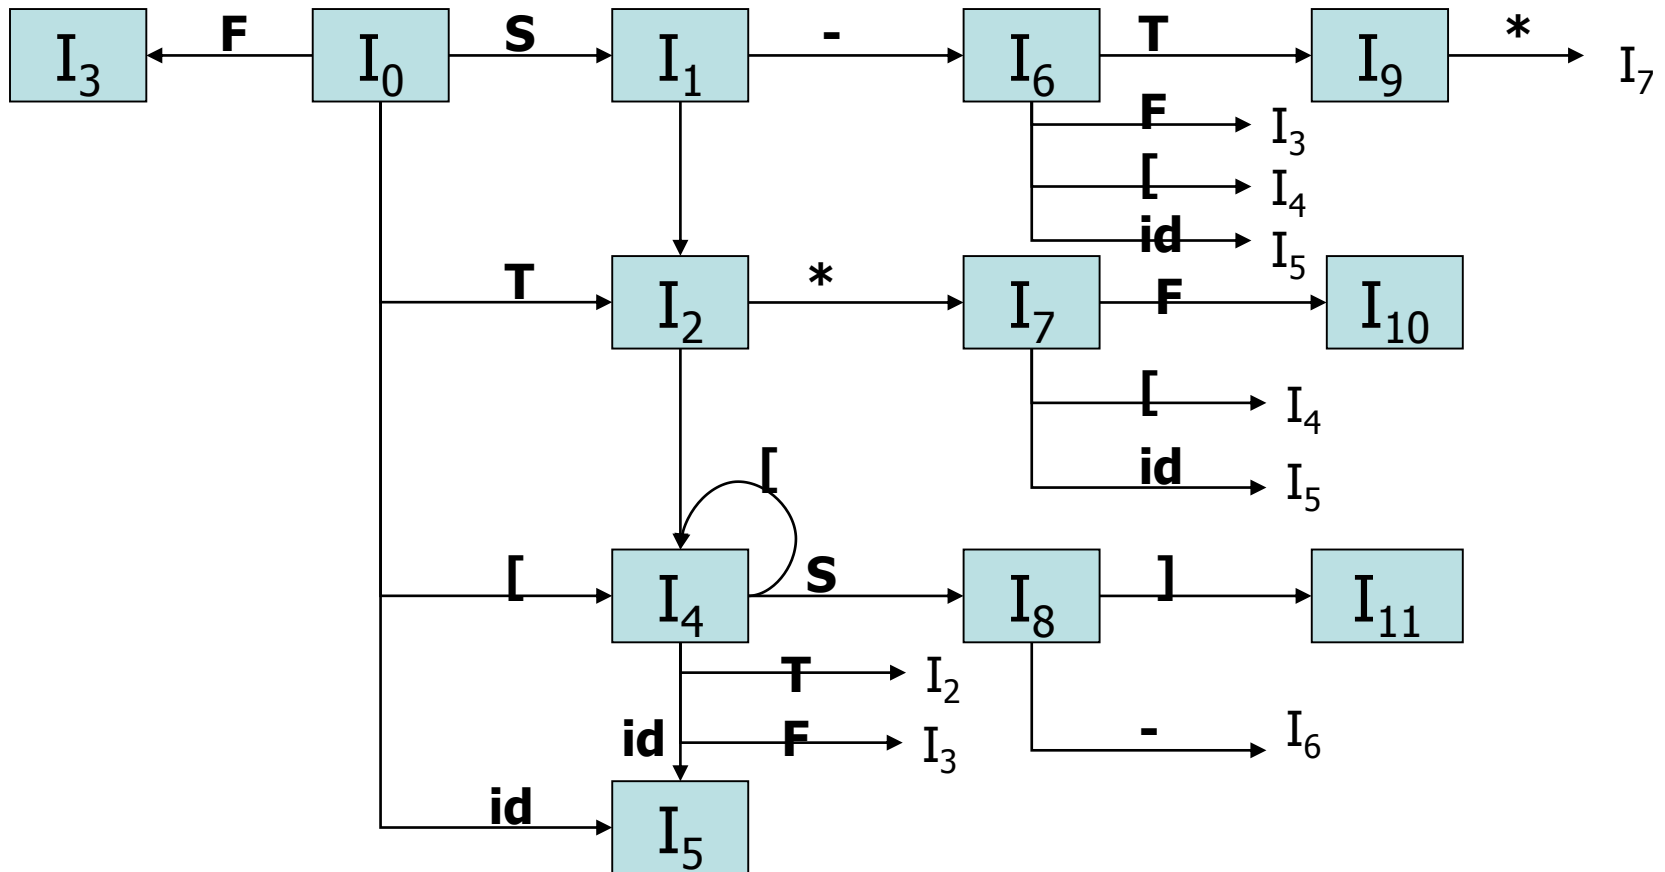 F S - T *
I3 I0 I1 I6 I9 I7
F I3
[ I4
id I5
T * F
I2 I7 I10
[ I4
[ id I5
[ S ]
I4 I8 I11
T I2
id F I3 - I6
id
I5